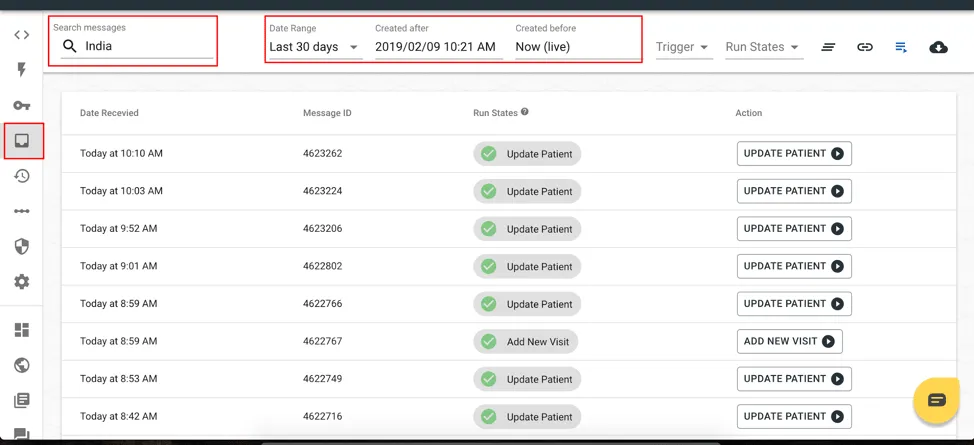 Search messages
India
Date Range
Last 30 days
Created after
2019/02/09 10:21 AM
Created before
Now (live)
Trigger
Run States
Date Recevied Message ID Run States Action
Today at 10:10 AM 4623262 Update Patient UPDATE PATIENT
Today at 10:03 AM 4623224 Update Patient UPDATE PATIENT
Today at 9:52 AM 4623206 Update Patient UPDATE PATIENT
Today at 9:01 AM 4622802 Update Patient UPDATE PATIENT
Today at 8:59 AM 4622766 Update Patient UPDATE PATIENT
Today at 8:59 AM 4622767 Add New Visit ADD NEW VISIT
Today at 8:53 AM 4622749 Update Patient UPDATE PATIENT
Today at 8:42 AM 4622716 Update Patient UPDATE PATIENT